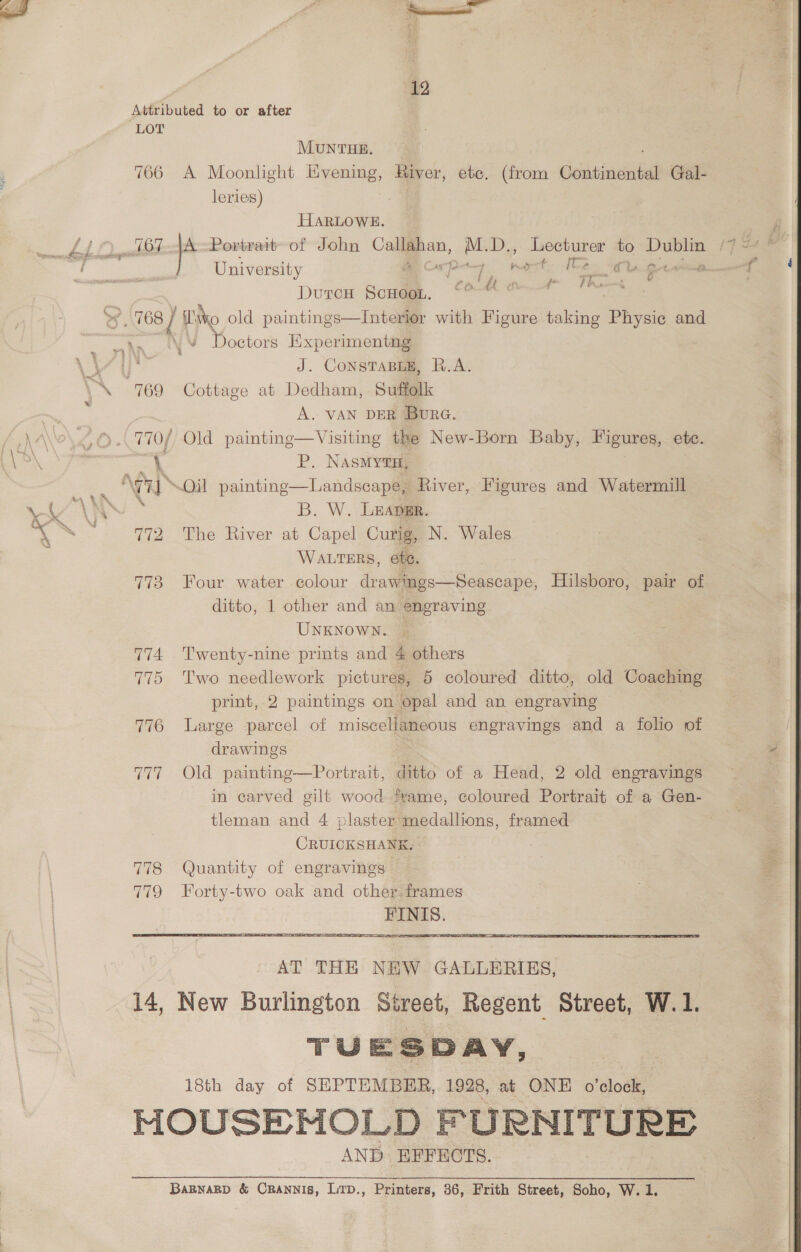 12
Attributed to or after
LOT
MUNTHE.
766 A Moonlight Evening, River, etc. (from Continental Gal-
leries)
HARLOWE.
767 A Portrait of John Callahan, M.D., Lecturer to Dublin
University
DUTCH SCHOOL.
768 Two old paintings—Interior with Figure taking Physic and
Doctors Experimentng
J. CONSTABLE, R.A.
769 Cottage at Dedham, Suffolk
A. VAN DER BURG.
770 Old painting—Visiting the New-Born Baby, Figures, etc.
P. NASMYTH,
771 Oil painting—Landscape, River, Figures and Watermill
B. W. LEADER.
772 The River at Capel Curig, N. Wales
WALTERS, etc.
773 Four water colour drawings—Seascape, Hilsboro, pair of
ditto, 1 other and an engraving
UNKNOWN.
774 Twenty-nine prints and 4 others
775 Two needlework pictures, 5 coloured ditto, old Coaching
print, 2 paintings on opal and an engraving
776 Large parcel of miscellaneous engravings and a folio of
drawings
777 Old painting—Portrait, ditto of a Head, 2 old engravings
in carved gilt wood frame, coloured Portrait of a Gen-
tleman and 4 plaster medallions, framed
CRUICKSHANK.
778 Quantity of engravings
779 Forty-two oak and other frames
FINIS.
AT THE NEW GALLERIES,
14, New Burlington Street, Regent Street, W.1.
TUESDAY,
18th day of SEPTEMBER, 1928, at ONE o'clock,
HOUSEHOLD FURNITURE
AND EFFECTS.
BARNARD & CRANNIS, LTD., Printers, 36, Frith Street, Soho, W.1.